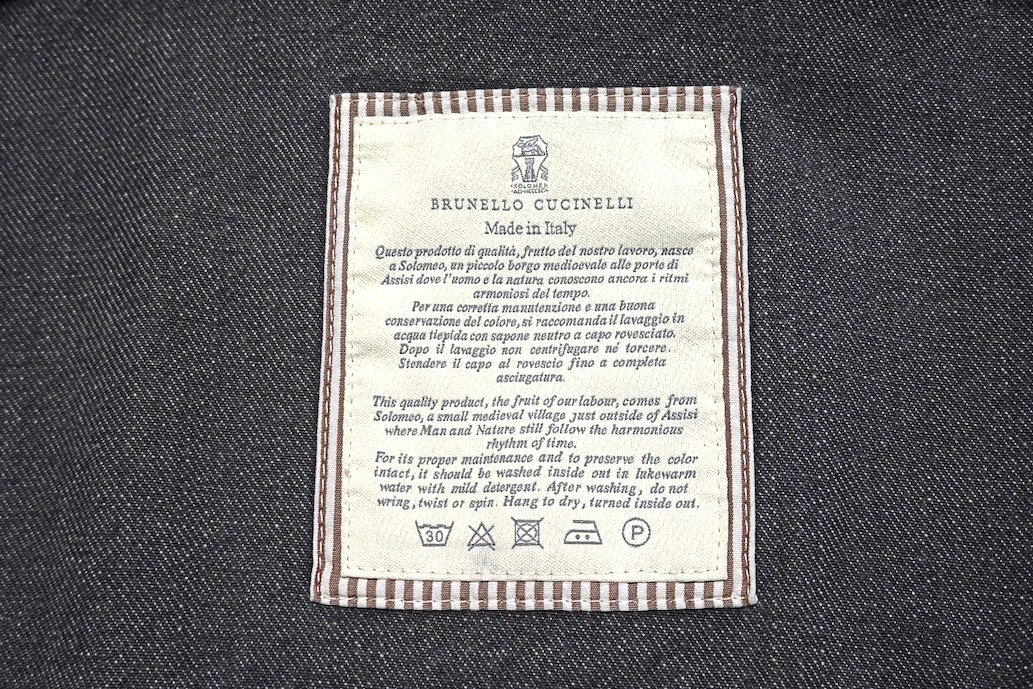 SOLOMEO
BRUNELLO CUCINELLI
Made in Italy
Questo prodotto di qualità, frutto del nostro lavoro, nasce
a Solomeo, un piccolo borgo medioevale alle porte di
Assisi dove l'uomo e la natura conoscono ancora i ritmi
armoniosi del tempo.
Per una corretta manutenzione e una buona
conservazione del colore, si raccomanda il lavaggio in
acqua tiepida con sapone neutro a capo rovesciato.
Dopo il lavaggio non centrifugare né torcere.
Stendere il capo al rovescio fino a completa
asciugatura.
This quality product, the fruit of our labour, comes from
Solomeo, a small medieval village just outside of Assisi
where Man and Nature still follow the harmonious
rhythm of time.
For its proper maintenance and to preserve the color
intact, it should be washed inside out in lukewarm
water with mild detergent. After washing, do not
wring, twist or spin. Hang to dry, turned inside out.
30 P